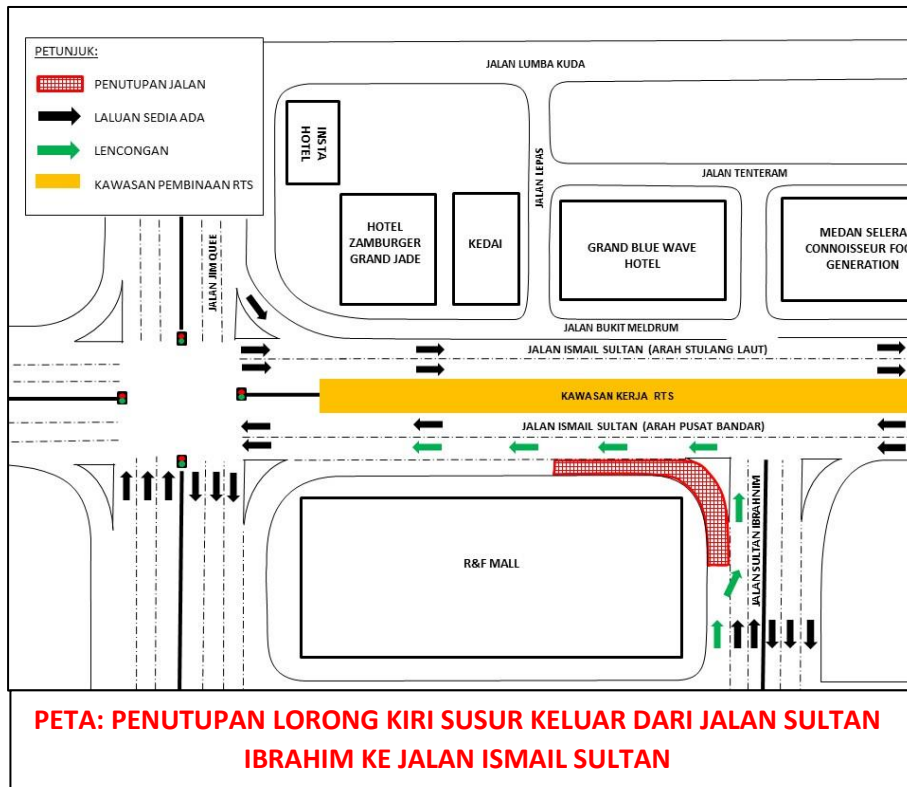 PETUNJUK:
PENUTUPAN JALAN
LALUAN SEDIA ADA
LENCONGAN
KAWASAN PEMBINAAN RTS
JALAN LUMBA KUDA
INSTA
HOTEL
JALAN LEPAS
JALAN TENTERAM
JALAN JIM QUEE
HOTEL
ZAMBURGER
GRAND JADE
KEDAI
GRAND BLUE WAVE
HOTEL
MEDAN SELERA
CONNOISSEUR FOO
GENERATION
JALAN BUKIT MELDRUM
JALAN ISMAIL SULTAN (ARAH STULANG LAUT)
KAWASAN KERJA RTS
JALAN ISMAIL SULTAN (ARAH PUSAT BANDAR)
R&F MALL
JALAN SULTAN IBRAHNIM
PETA: PENUTUPAN LORONG KIRI SUSUR KELUAR DARI JALAN SULTAN
IBRAHIM KE JALAN ISMAIL SULTAN